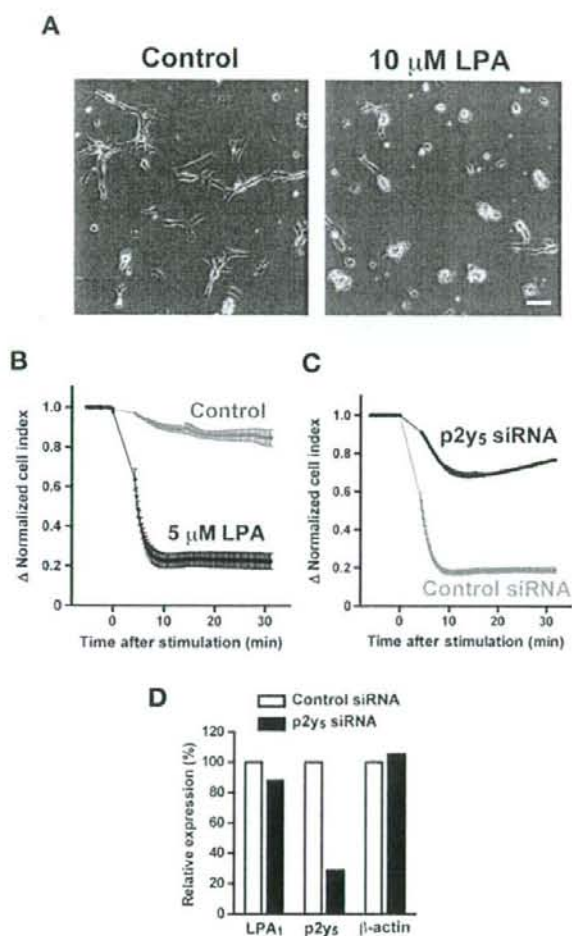 A
Control
10 μM LPA
B
Δ Normalized cell index
1.0
0.8
0.6
0.4
0.2
0
Control
5 μM LPA
0
10
20
30
Time after stimulation (min)
C
Δ Normalized cell index
1.0
0.8
0.6
0.4
0.2
0
p2y₅ siRNA
Control siRNA
0
10
20
30
Time after stimulation (min)
D
Control siRNA
p2y₅ siRNA
Relative expression (%)
120
100
80
60
40
20
0
LPA₁
p2y₅
β-actin